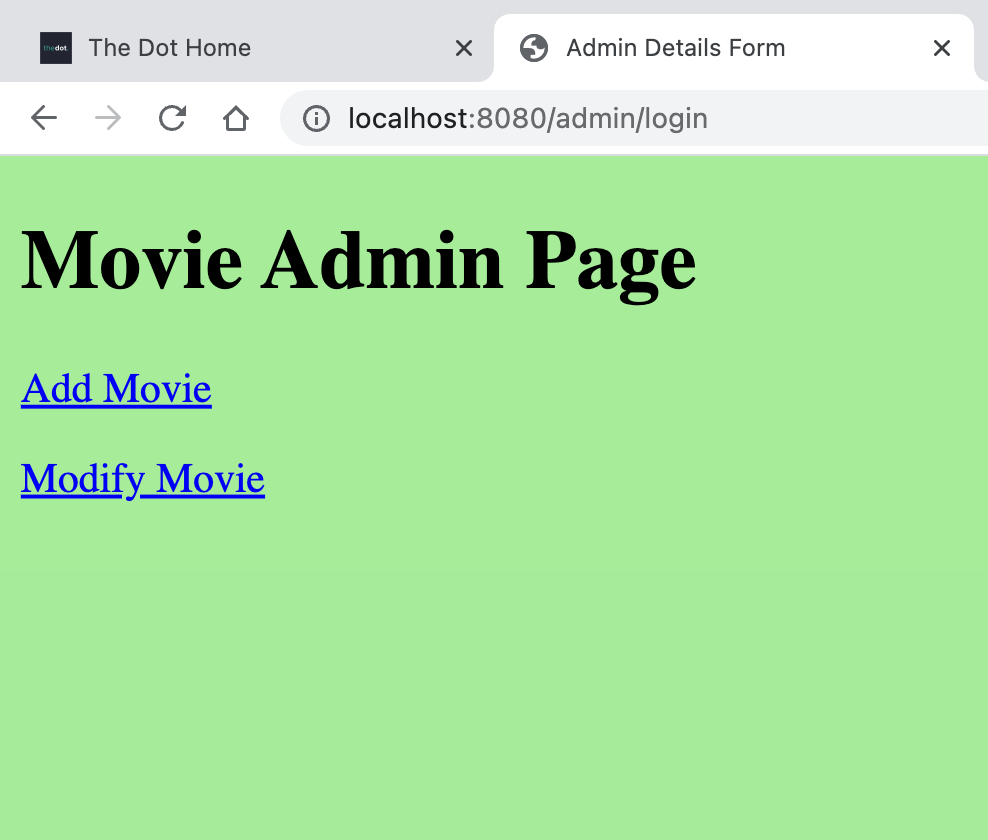 thedot.
The Dot Home
Admin Details Form
localhost:8080/admin/login
Movie Admin Page
Add Movie
Modify Movie